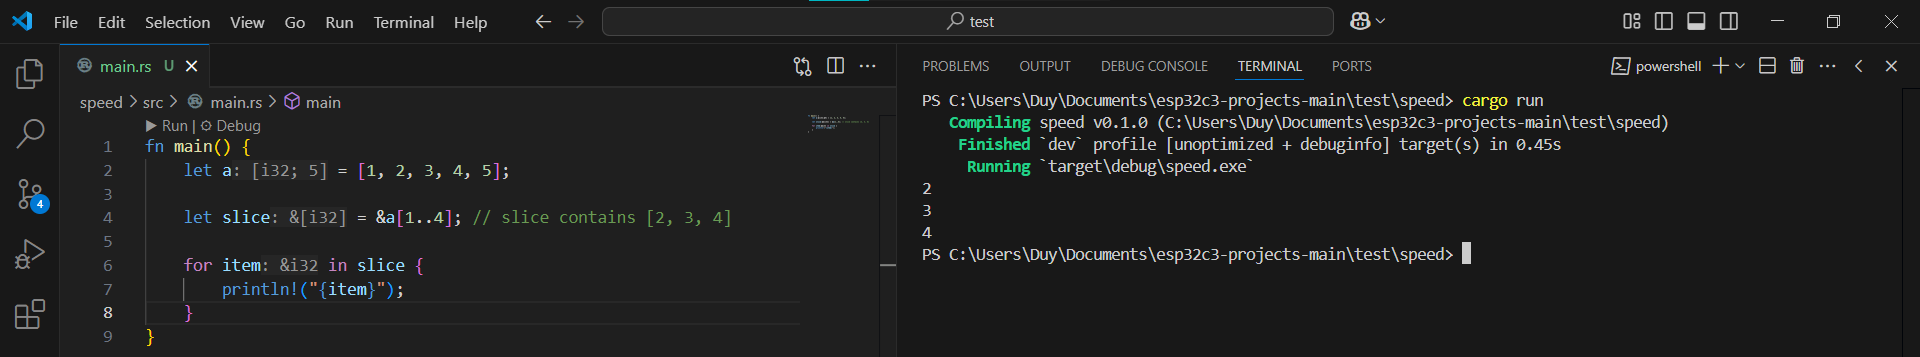 File Edit Selection View Go Run Terminal Help
test
main.rs U
speed > src > main.rs > main
Run | Debug
1 fn main() {
2 let a: [i32; 5] = [1, 2, 3, 4, 5];
3
4 let slice: &[i32] = &a[1..4]; // slice contains [2, 3, 4]
5
6 for item: &i32 in slice {
7 println!("{item}");
8 }
9 }
4
PROBLEMS OUTPUT DEBUG CONSOLE TERMINAL PORTS
powershell
PS C:\Users\Duy\Documents\esp32c3-projects-main\test\speed> cargo run
Compiling speed v0.1.0 (C:\Users\Duy\Documents\esp32c3-projects-main\test\speed)
Finished `dev` profile [unoptimized + debuginfo] target(s) in 0.45s
Running `target\debug\speed.exe`
2
3
4
PS C:\Users\Duy\Documents\esp32c3-projects-main\test\speed>